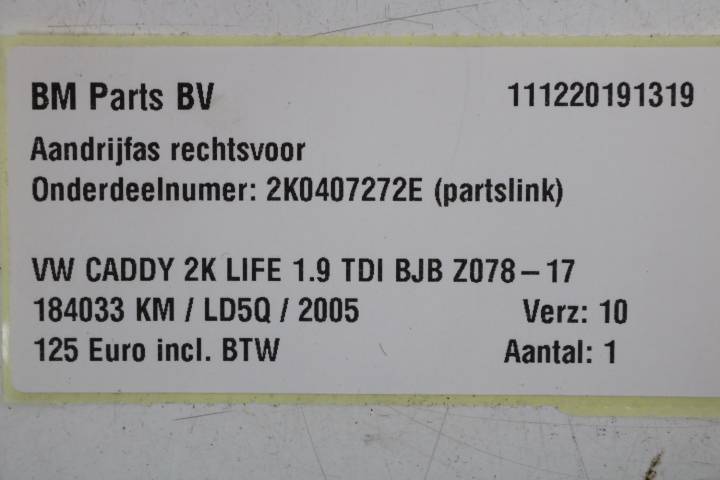 BM Parts BV 111220191319
Aandrijfas rechtsvoor
Onderdeelnumer: 2K0407272E (partslink)
VW CADDY 2K LIFE 1.9 TDI BJB Z078-17
184033 KM / LD5Q / 2005 Verz: 10
125 Euro incl. BTW Aantal: 1